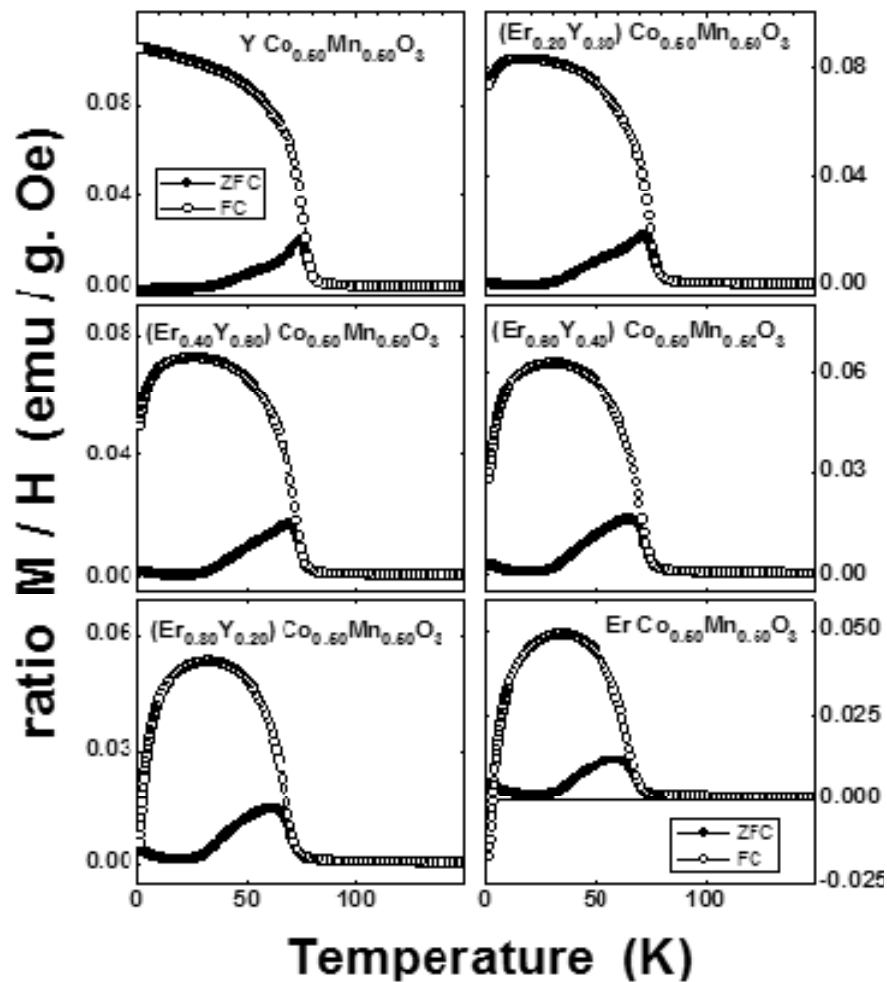 ratio M / H (emu / g. Oe)
Y Co0.50Mn0.50O3
0.08
0.04
0.00
ZFC
FC
(Er0.20Y0.80) Co0.50Mn0.50O3
0.08
0.04
0.00
(Er0.40Y0.60) Co0.50Mn0.50O3
0.08
0.04
0.00
(Er0.60Y0.40) Co0.50Mn0.50O3
0.06
0.03
0.00
(Er0.80Y0.20) Co0.50Mn0.50O3
0.06
0.03
0.00
0 50 100
Er Co0.50Mn0.50O3
0.050
0.025
0.000
-0.025
ZFC
FC
0 50 100
Temperature (K)